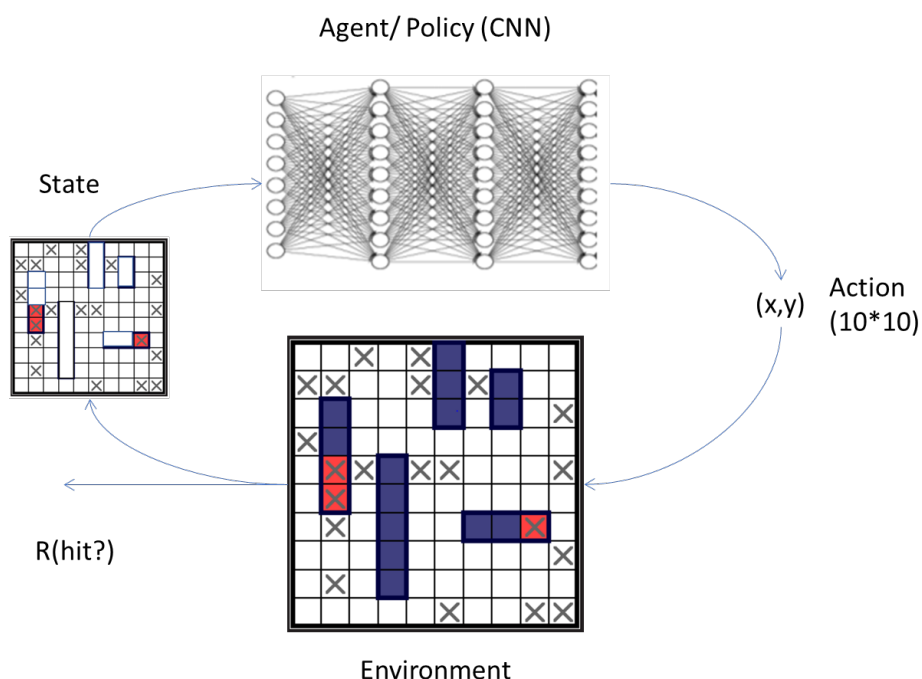 Agent/ Policy (CNN)
State
(x,y)
Action
(10*10)
R(hit?)
Environment